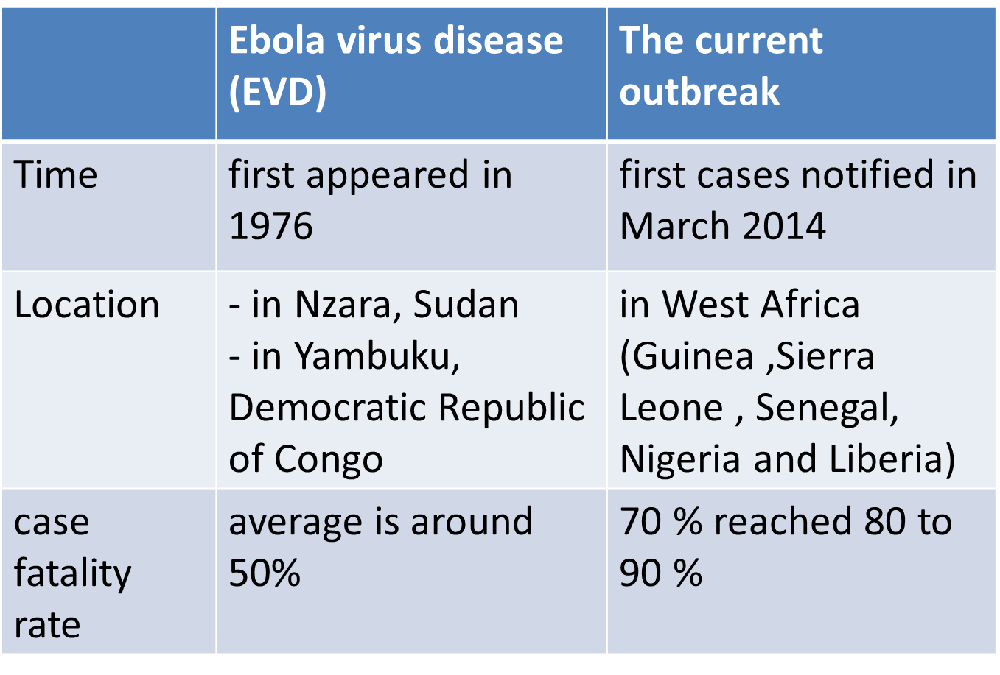 Ebola virus disease
(EVD)
The current
outbreak
Time
first appeared in
1976
first cases notified in
March 2014
Location
- in Nzara, Sudan
- in Yambuku,
Democratic Republic
of Congo
in West Africa
(Guinea ,Sierra
Leone , Senegal,
Nigeria and Liberia)
case
fatality
rate
average is around
50%
70 % reached 80 to
90 %